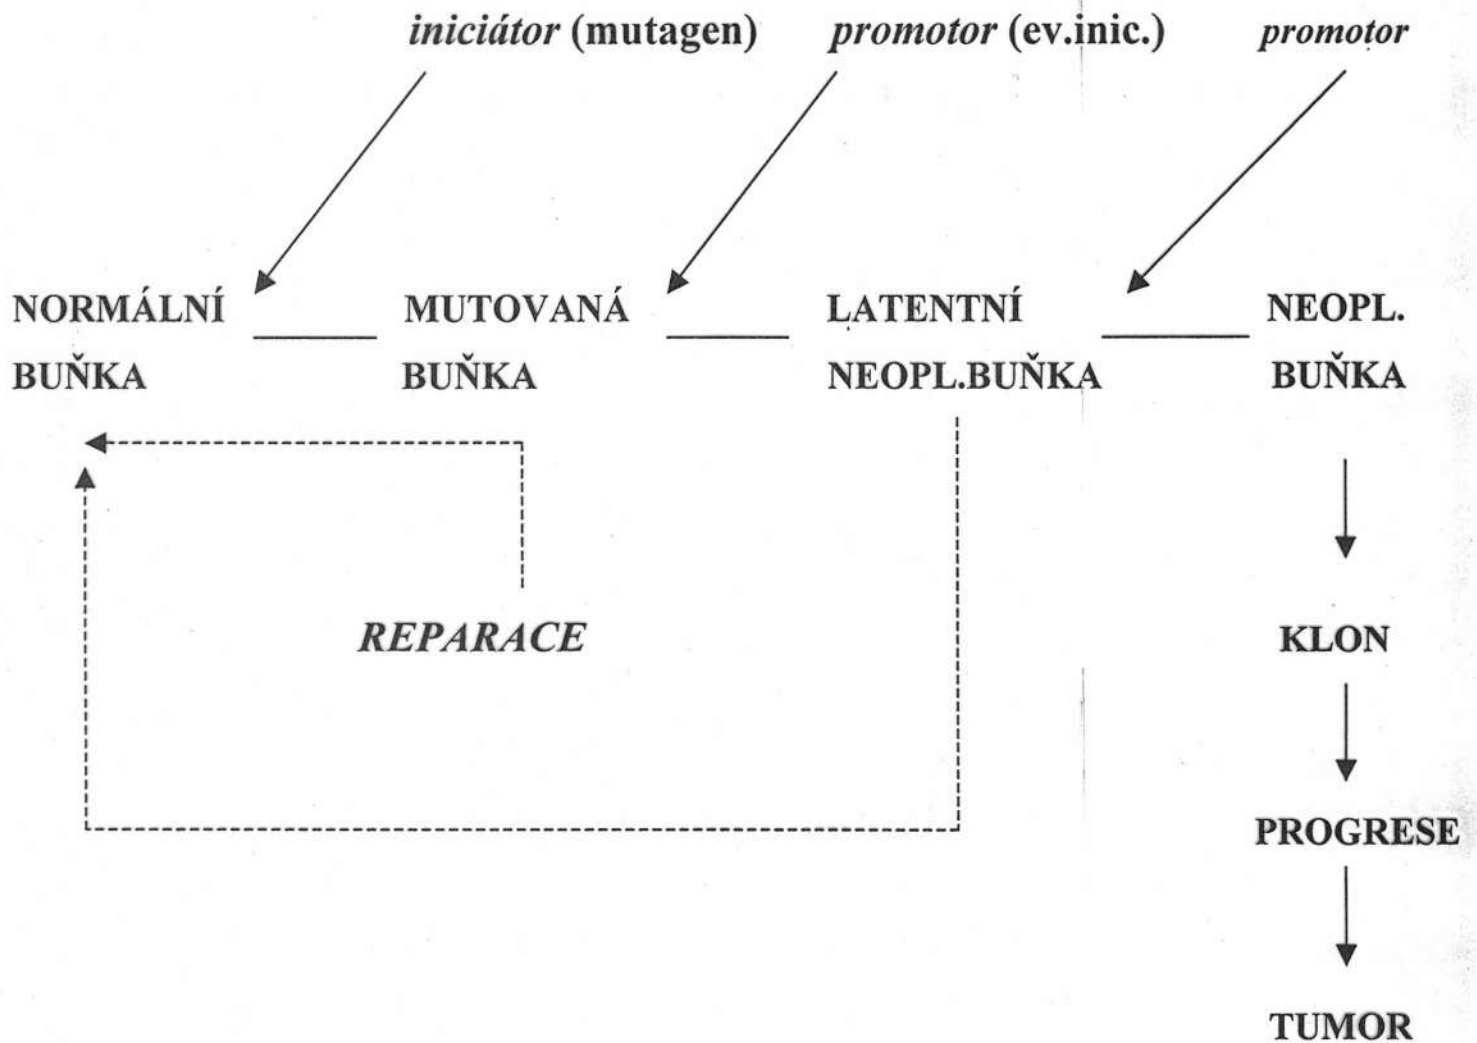 iniciátor (mutagen) promotor (ev.inic.) promotor
NORMÁLNÍ MUTOVANÁ LATENTNÍ NEOPL.
BUŇKA BUŇKA NEOPL.BUŇKA BUŇKA
REPARACE KLON
PROGRESE
TUMOR